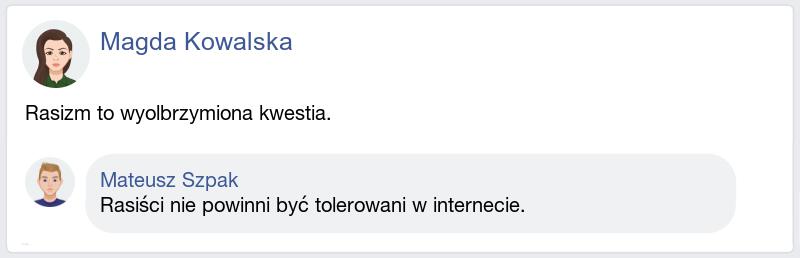 Magda Kowalska
Rasizm to wyolbrzymiona kwestia.
Mateusz Szpak
Rasiści nie powinni być tolerowani w internecie.